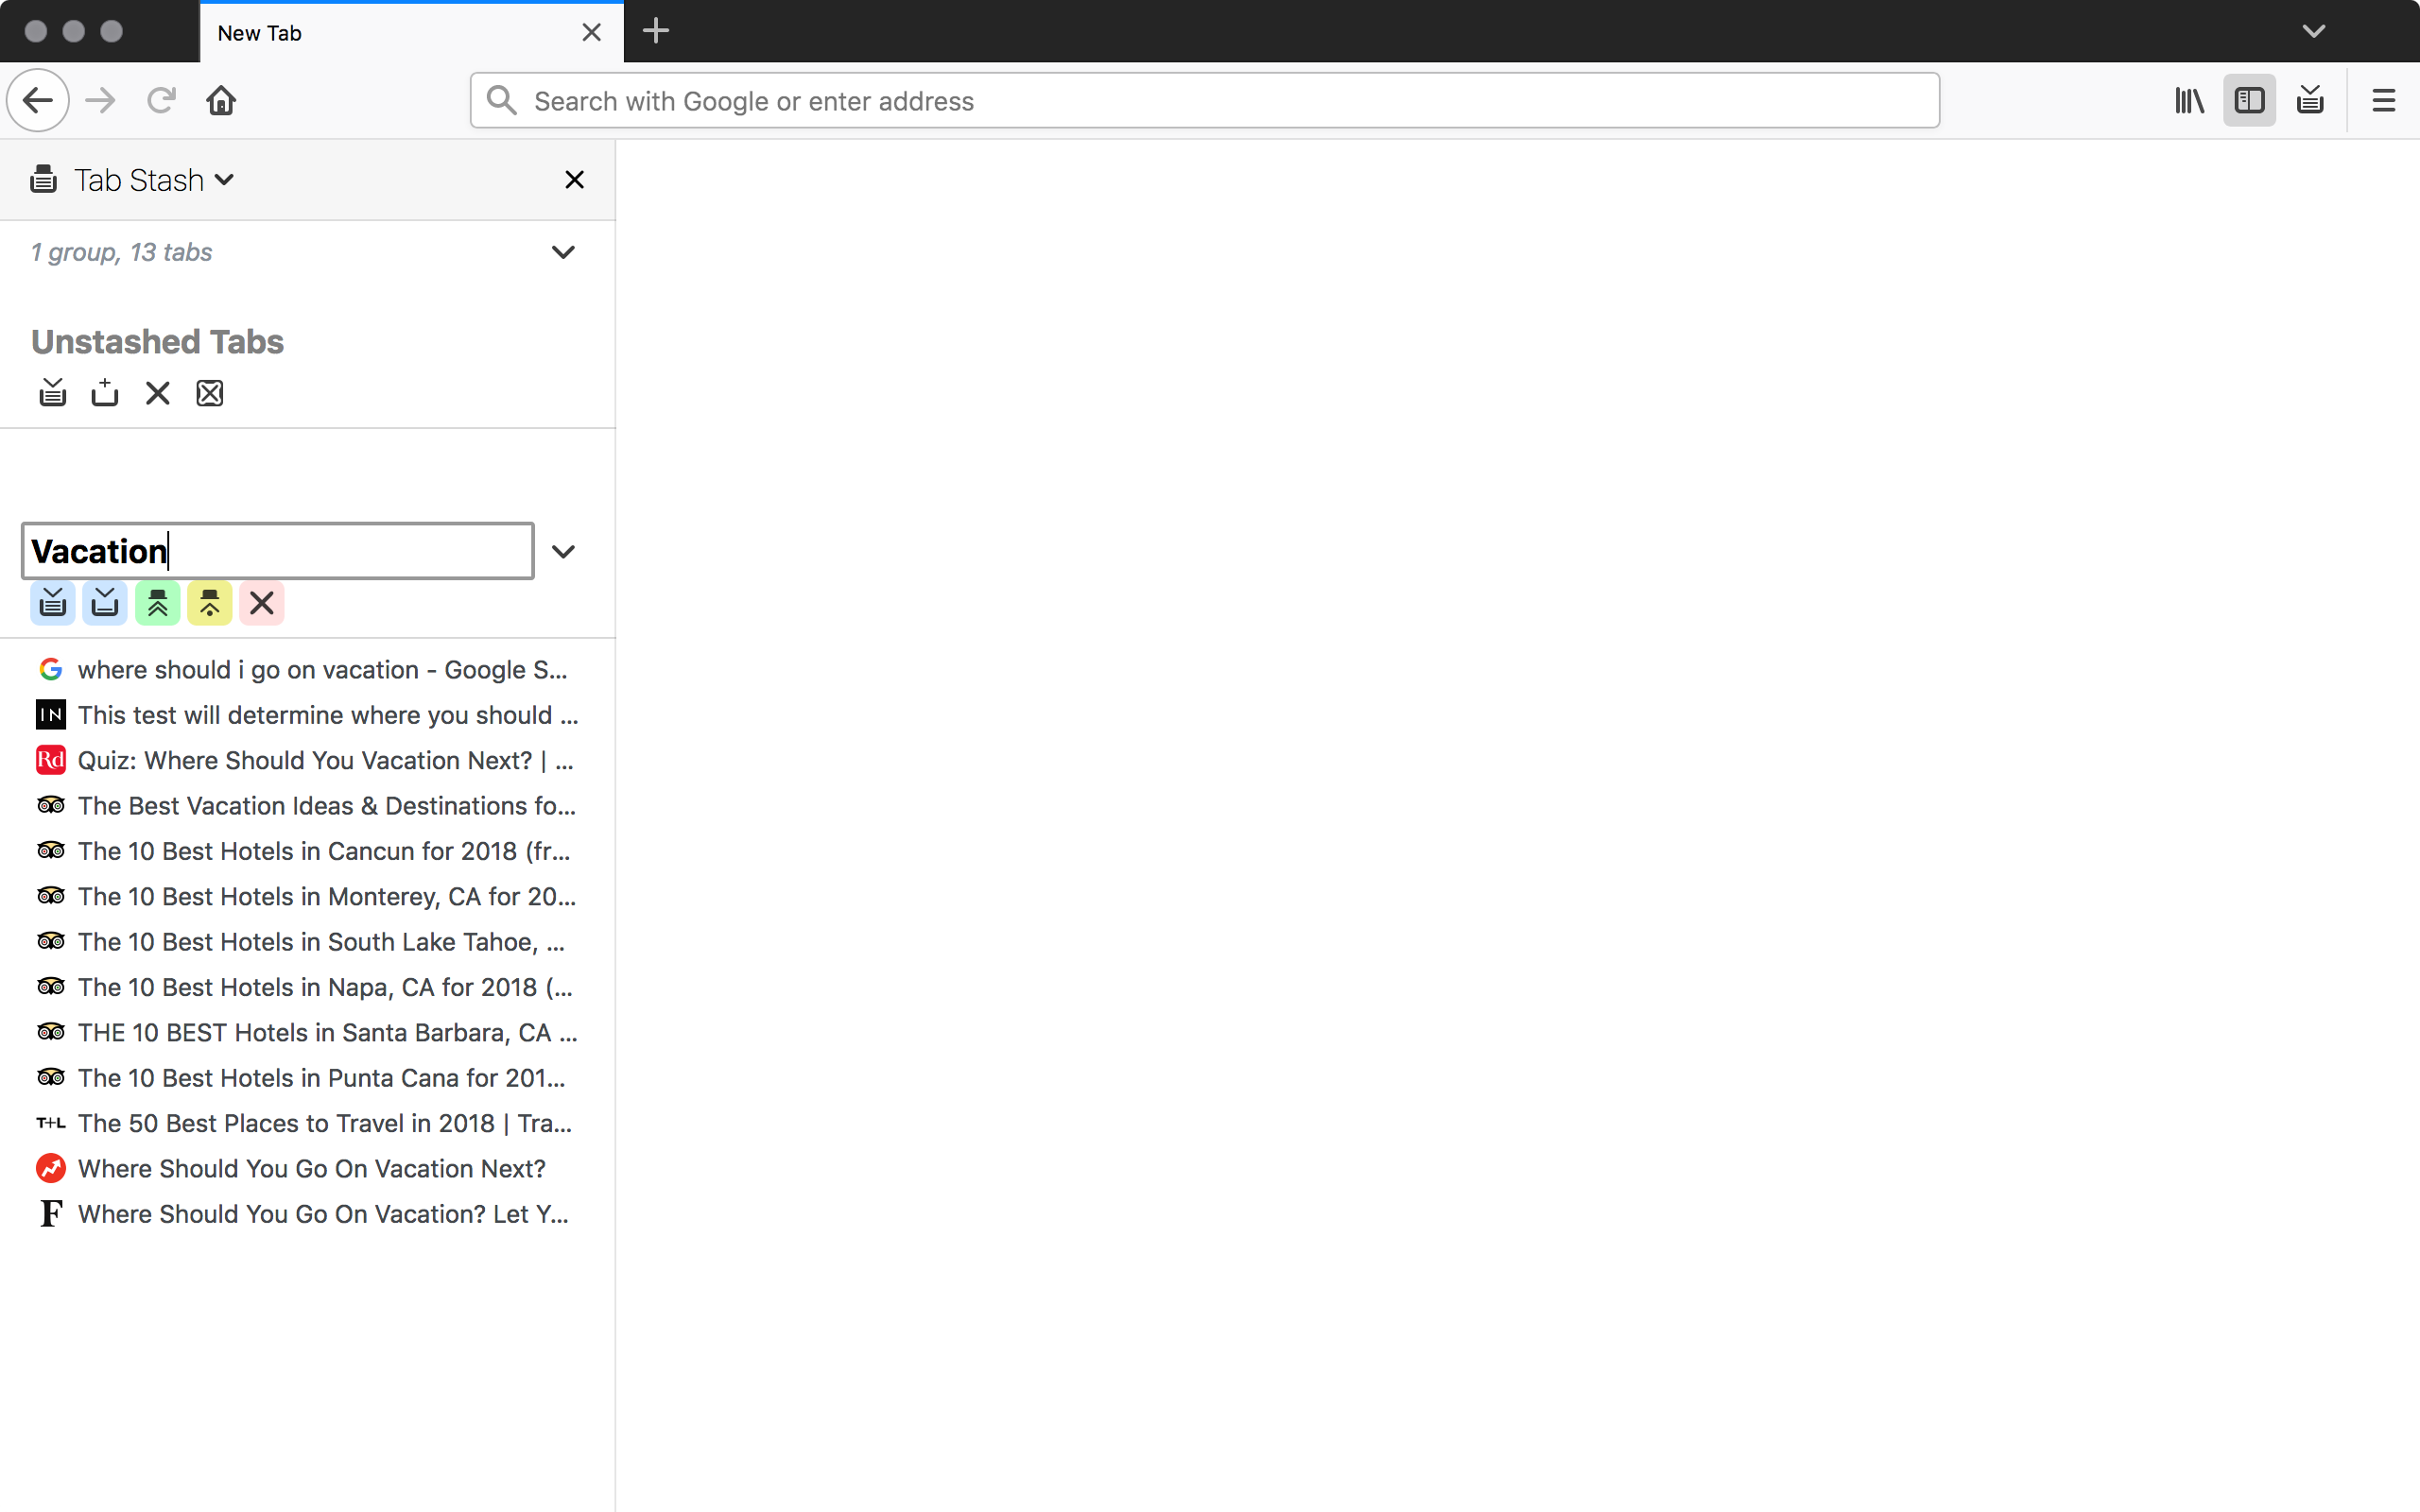 New Tab
Search with Google or enter address
Tab Stash
1 group, 13 tabs
Unstashed Tabs
Vacation
where should i go on vacation - Google S...
IN This test will determine where you should ...
Rd Quiz: Where Should You Vacation Next? | ...
The Best Vacation Ideas & Destinations fo...
The 10 Best Hotels in Cancun for 2018 (fr...
The 10 Best Hotels in Monterey, CA for 20...
The 10 Best Hotels in South Lake Tahoe, ...
The 10 Best Hotels in Napa, CA for 2018 (...
THE 10 BEST Hotels in Santa Barbara, CA ...
The 10 Best Hotels in Punta Cana for 201...
T+L The 50 Best Places to Travel in 2018 | Tra...
Where Should You Go On Vacation Next?
F Where Should You Go On Vacation? Let Y...